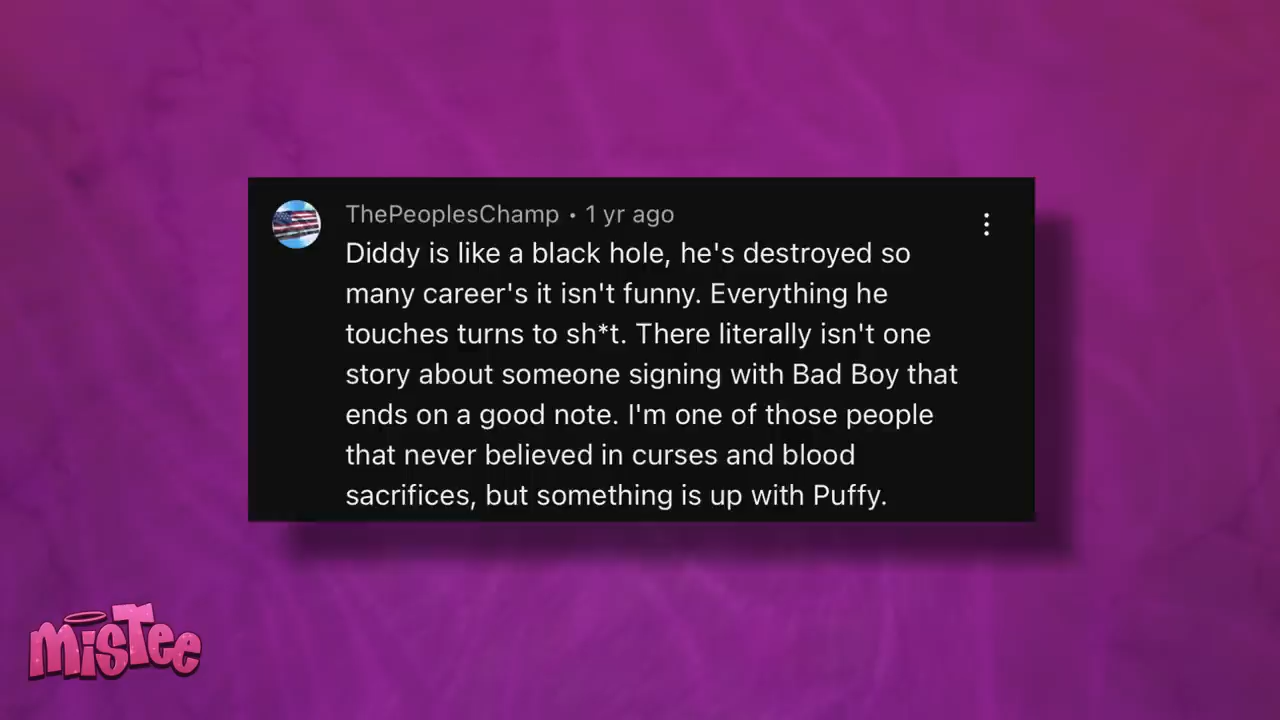 ThePeoplesChamp • 1 yr ago
Diddy is like a black hole, he's destroyed so
many career's it isn't funny. Everything he
touches turns to sh*t. There literally isn't one
story about someone signing with Bad Boy that
ends on a good note. I'm one of those people
that never believed in curses and blood
sacrifices, but something is up with Puffy.
MisTee